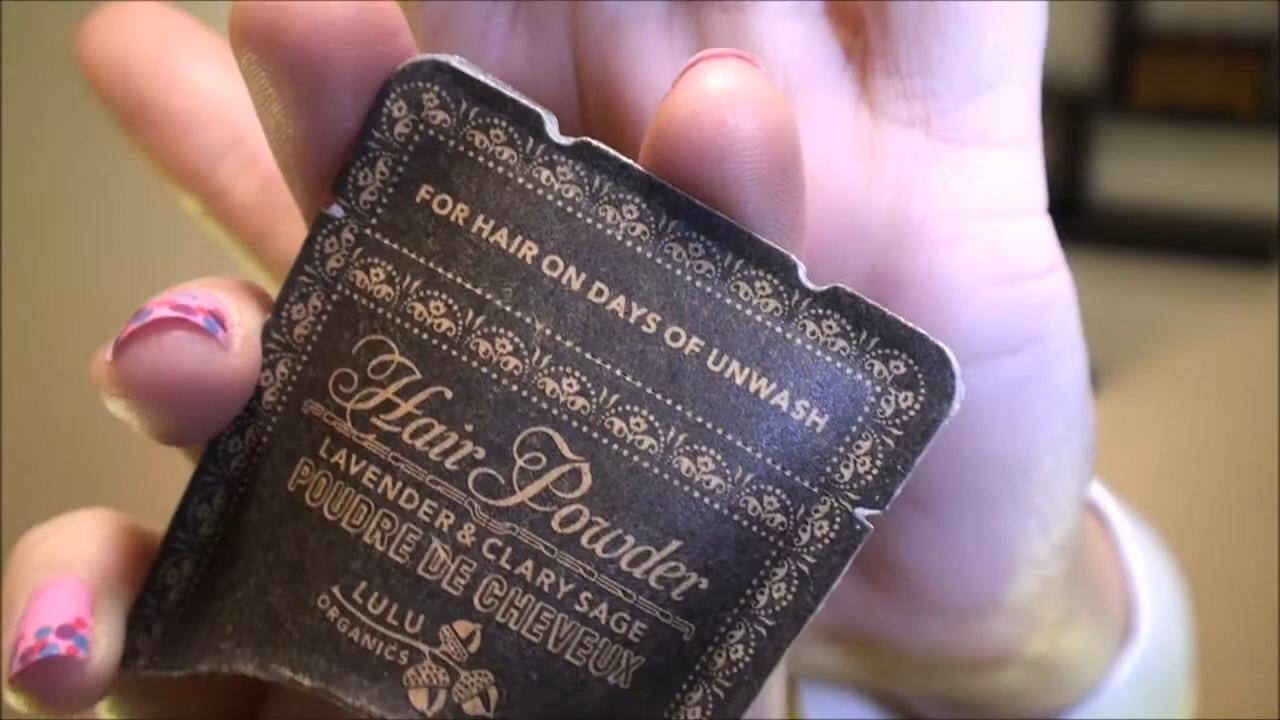 FOR HAIR ON DAYS OF UNWASH
Hair Powder
LAVENDER & CLARY SAGE
POUDRE DE CHEVEUX
LULU
ORGANICS